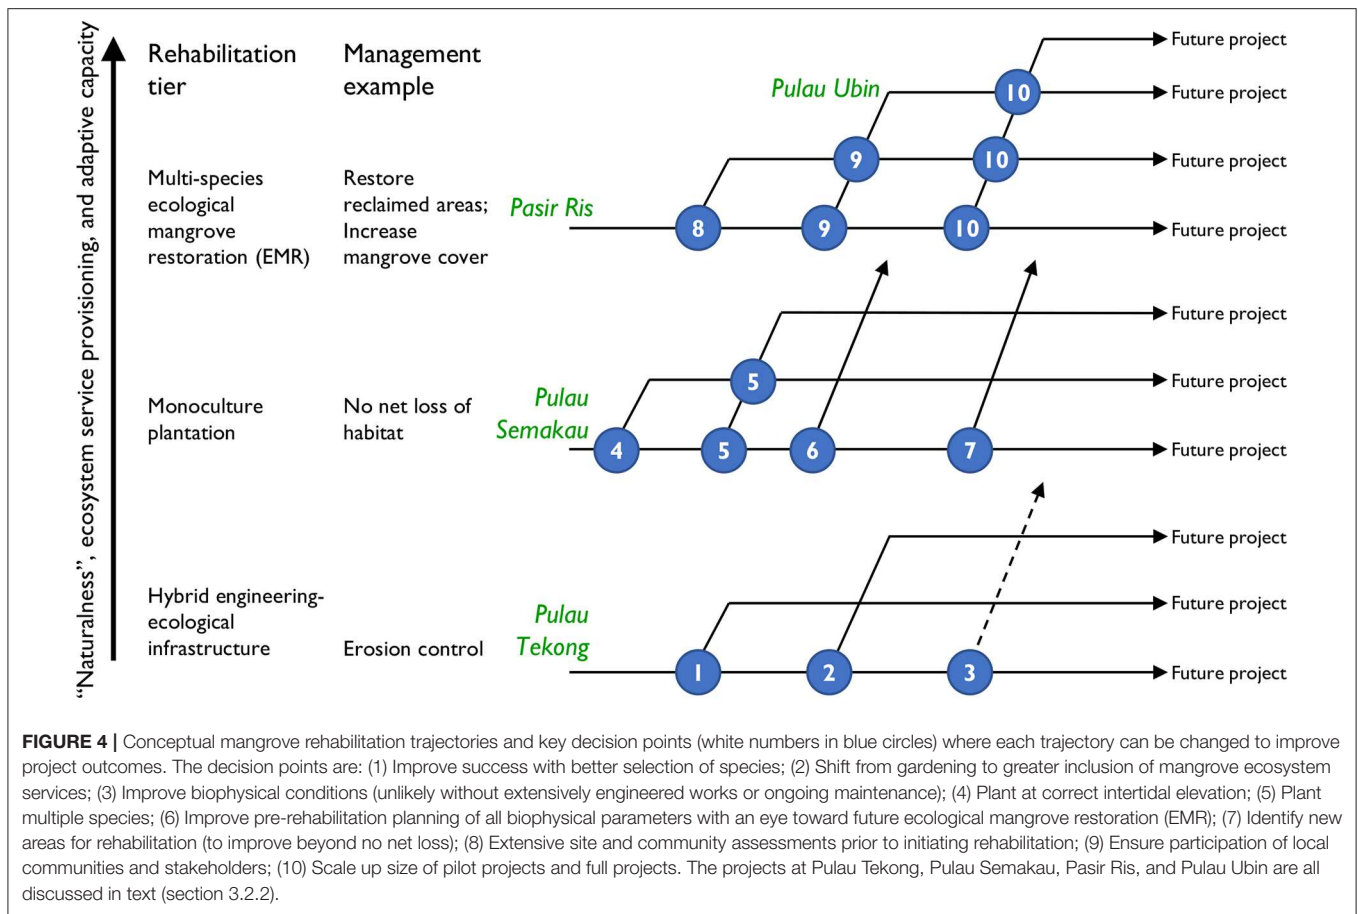 "Naturalness", ecosystem service provisioning, and adaptive capacity
Rehabilitation
tier
Management
example
Multi-species
ecological
mangrove
restoration (EMR)
Restore
reclaimed areas;
Increase
mangrove cover
Pulau Ubin
Pasir Ris
Future project
10
Future project
9
10
Future project
8
9
10
Future project
Monoculture
plantation
No net loss of
habitat
Pulau
Semakau
Future project
5
Future project
4
5
6
7
Future project
Hybrid engineering-
ecological
infrastructure
Erosion control
Pulau
Tekong
Future project
Future project
1
2
3
Future project
FIGURE 4 | Conceptual mangrove rehabilitation trajectories and key decision points (white numbers in blue circles) where each trajectory can be changed to improve
project outcomes. The decision points are: (1) Improve success with better selection of species; (2) Shift from gardening to greater inclusion of mangrove ecosystem
services; (3) Improve biophysical conditions (unlikely without extensively engineered works or ongoing maintenance); (4) Plant at correct intertidal elevation; (5) Plant
multiple species; (6) Improve pre-rehabilitation planning of all biophysical parameters with an eye toward future ecological mangrove restoration (EMR); (7) Identify new
areas for rehabilitation (to improve beyond no net loss); (8) Extensive site and community assessments prior to initiating rehabilitation; (9) Ensure participation of local
communities and stakeholders; (10) Scale up size of pilot projects and full projects. The projects at Pulau Tekong, Pulau Semakau, Pasir Ris, and Pulau Ubin are all
discussed in text (section 3.2.2).